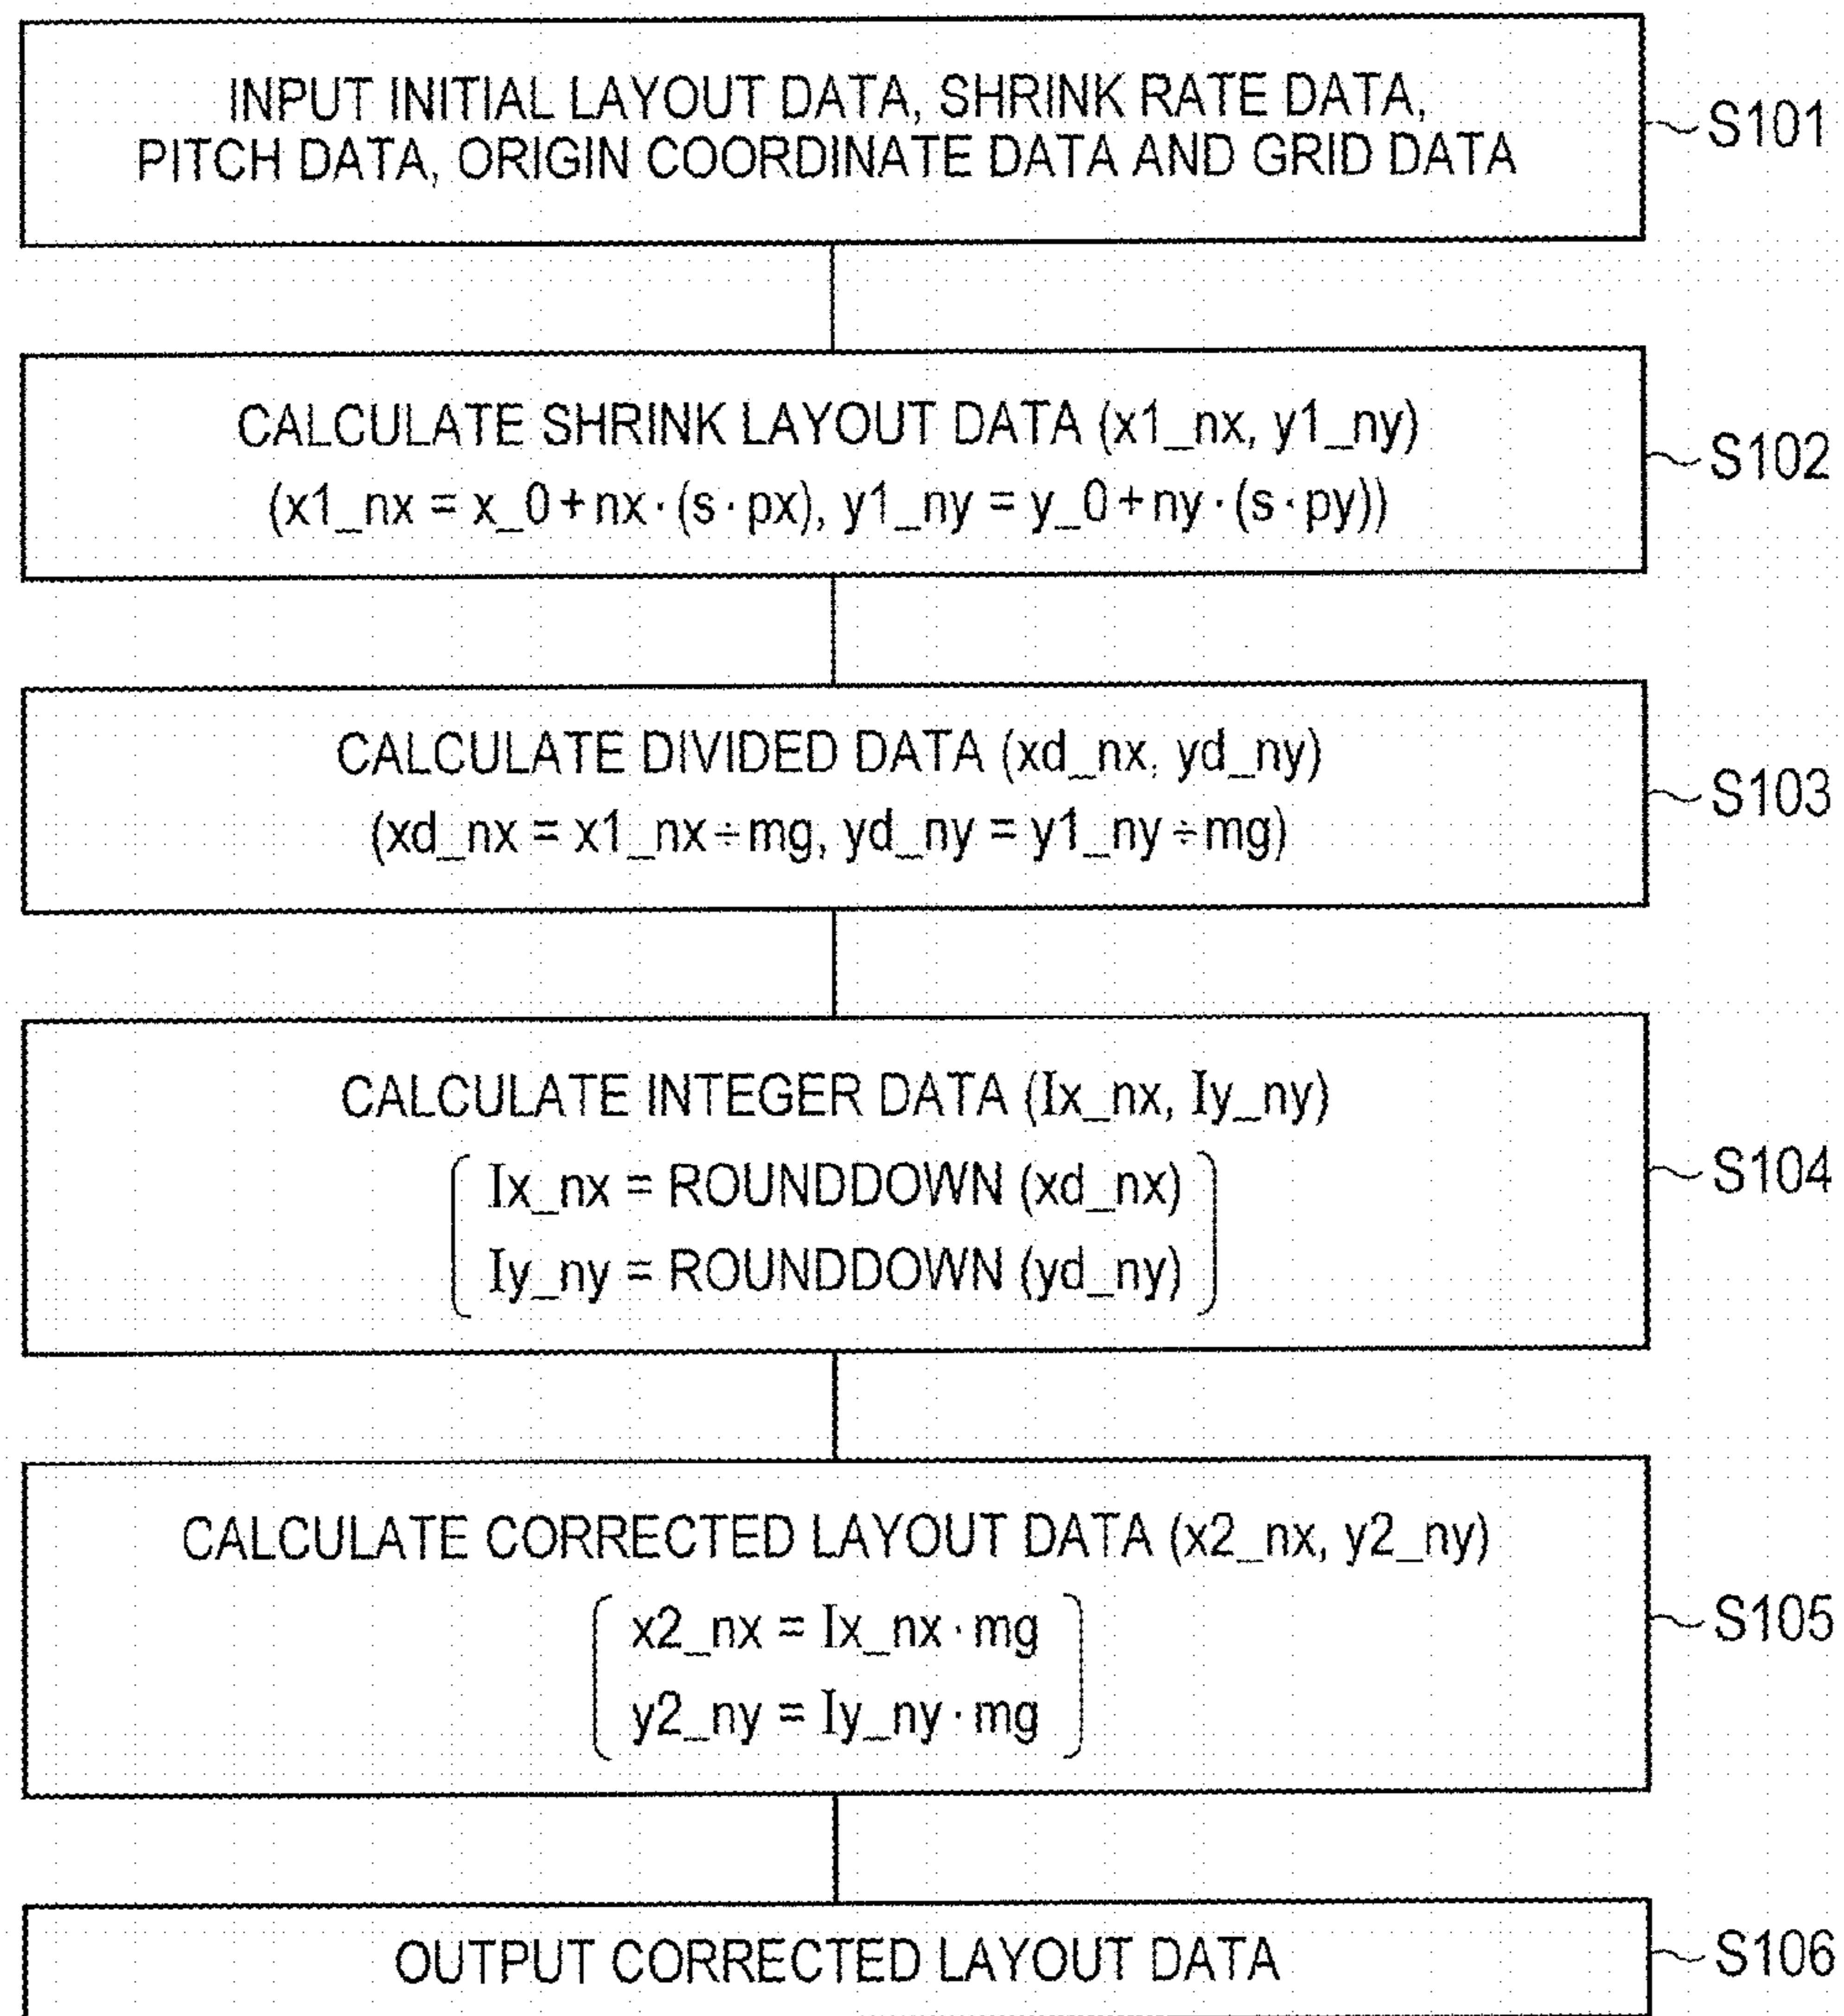 INPUT INITIAL LAYOUT DATA, SHRINK RATE DATA,
PITCH DATA, ORIGIN COORDINATE DATA AND GRID DATA
S101
CALCULATE SHRINK LAYOUT DATA (x1_nx, y1_ny)
(x1_nx = x_0+nx·(s·px), y1_ny = y_0+ny·(s·py))
S102
CALCULATE DIVIDED DATA (xd_nx, yd_ny)
(xd_nx = x1_nx÷mg, yd_ny = y1_ny÷mg)
S103
CALCULATE INTEGER DATA (Ix_nx, Iy_ny)
Ix_nx = ROUNDDOWN (xd_nx)
Iy_ny = ROUNDDOWN (yd_ny)
S104
CALCULATE CORRECTED LAYOUT DATA (x2_nx, y2_ny)
x2_nx = Ix_nx·mg
y2_ny = Iy_ny·mg
S105
OUTPUT CORRECTED LAYOUT DATA
S106